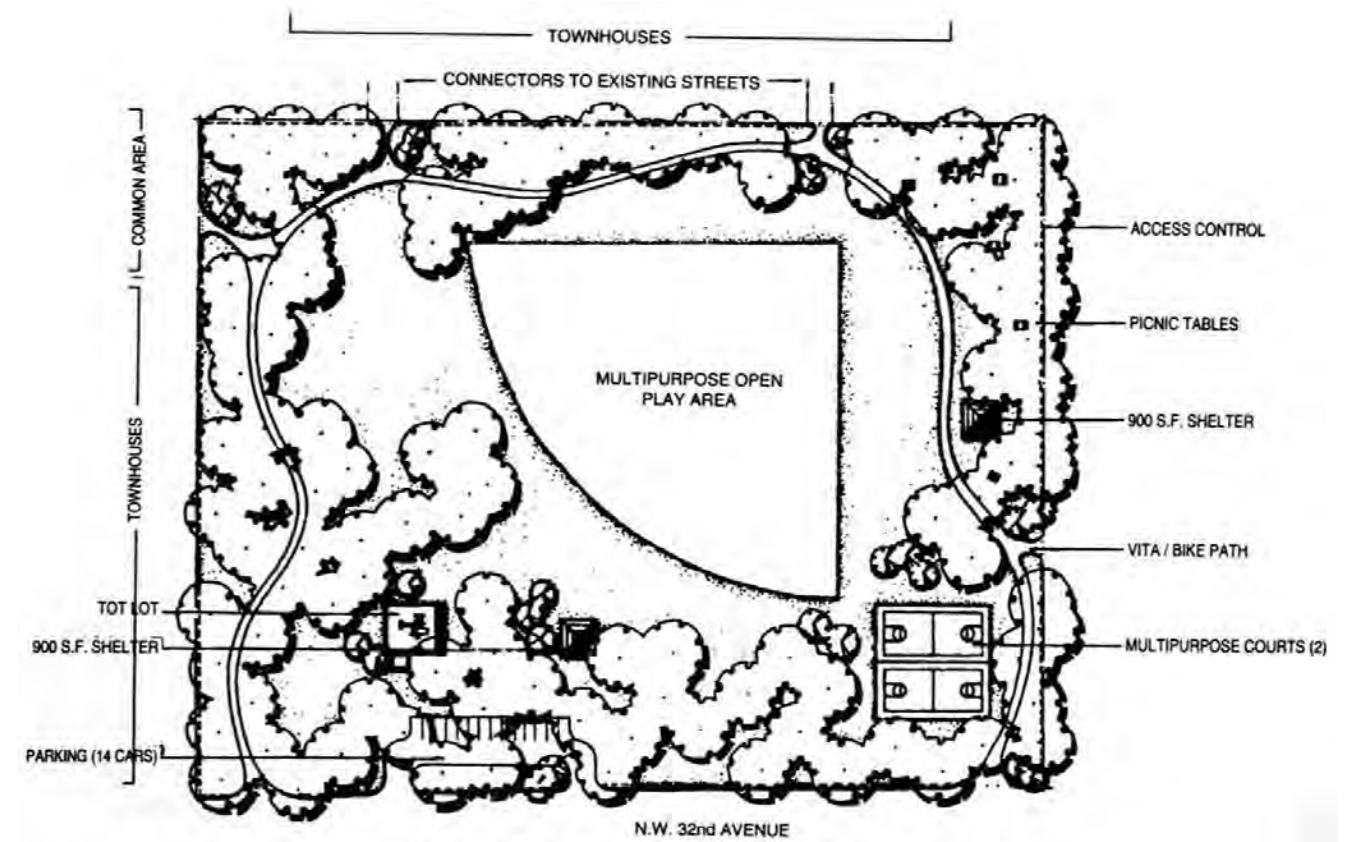 TOWNHOUSES
CONNECTORS TO EXISTING STREETS
COMMON AREA
ACCESS CONTROL
PICNIC TABLES
MULTIPURPOSE OPEN
PLAY AREA
900 S.F. SHELTER
TOWNHOUSES
VITA / BIKE PATH
TOT LOT
900 S.F. SHELTER
MULTIPURPOSE COURTS (2)
PARKING (14 CARS)
N.W. 32nd AVENUE